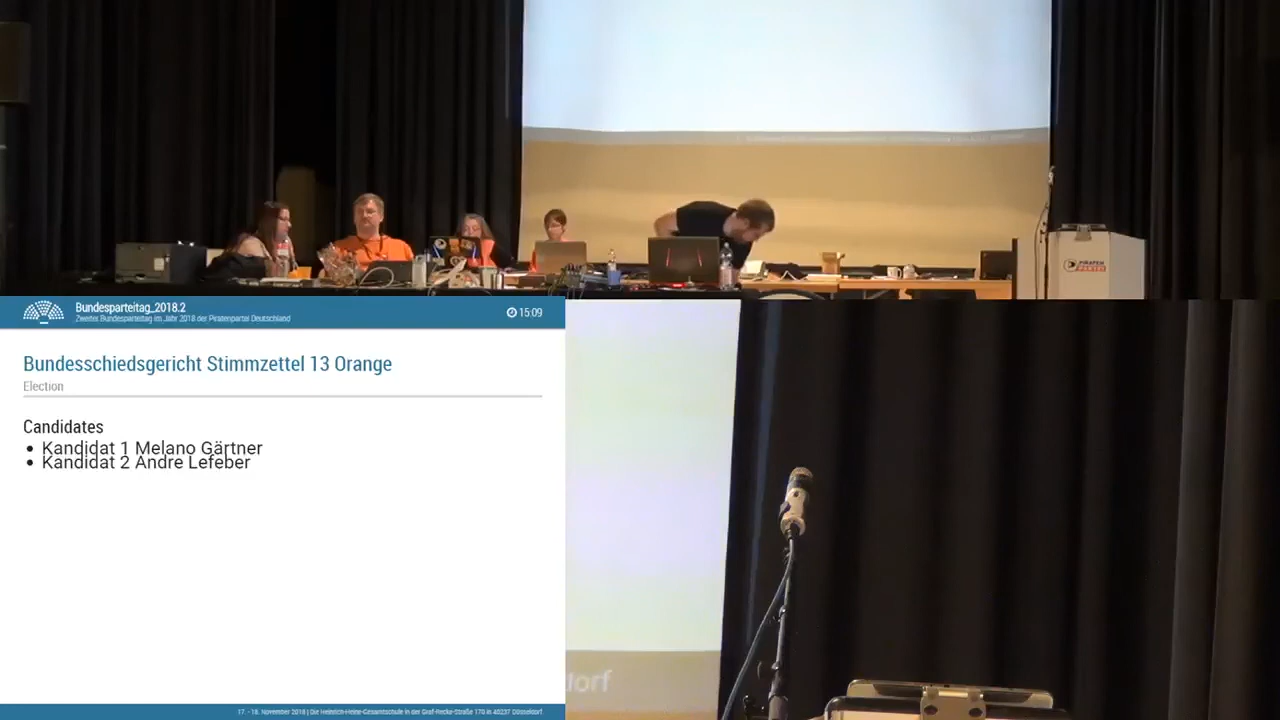 PIRATEN
PARTEI
Bundesparteitag_2018.2
Zweiter Bundesparteitag im Jahr 2018 der Piratenpartei Deutschland
15:09
Bundesschiedsgericht Stimmzettel 13 Orange
Election
Candidates
• Kandidat 1 Melano Gärtner
• Kandidat 2 Andre Lefeber
dorf
17. - 18. November 2018 | Die Heinrich-Heine-Gesamtschule in der Graf-Recke-Straße 170 in 40237 Düsseldorf